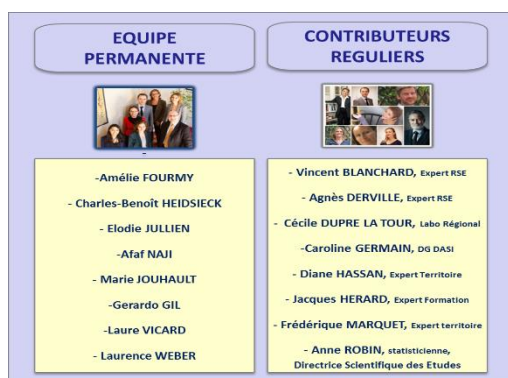 EQUIPE
PERMANENTE
-
-Amélie FOURMY
- Charles-Benoît HEIDSIECK
- Elodie JULLIEN
-Afaf NAJI
- Marie JOUHAULT
-Gerardo GIL
-Laure VICARD
- Laurence WEBER
CONTRIBUTEURS
REGULIERS
- Vincent BLANCHARD, Expert RSE
- Agnès DERVILLE, Expert RSE
- Cécile DUPRE LA TOUR, Labo Régional
-Caroline GERMAIN, DG DASI
- Diane HASSAN, Expert Territoire
- Jacques HERARD, Expert Formation
- Frédérique MARQUET, Expert territoire
- Anne ROBIN, statisticienne,
Directrice Scientifique des Etudes